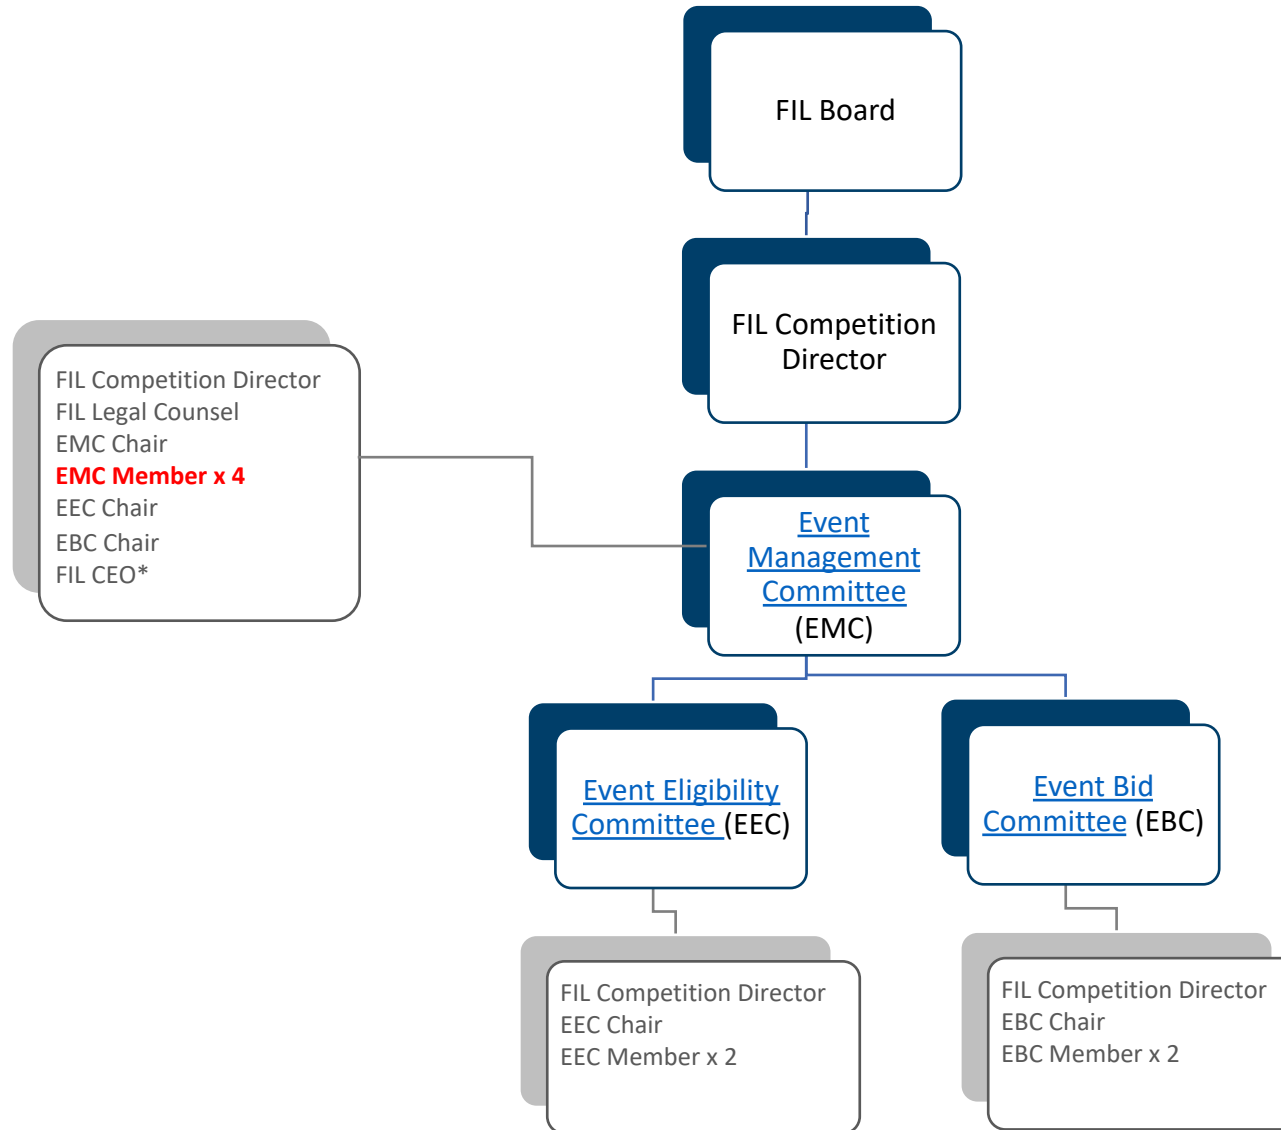 FIL Board
FIL Competition
Director
FIL Competition Director
FIL Legal Counsel
EMC Chair
EMC Member x 4
EEC Chair
EBC Chair
FIL CEO*
Event
Management
Committee
(EMC)
Event Eligibility
Committee (EEC)
Event Bid
Committee (EBC)
FIL Competition Director
EEC Chair
EEC Member x 2
FIL Competition Director
EBC Chair
EBC Member x 2